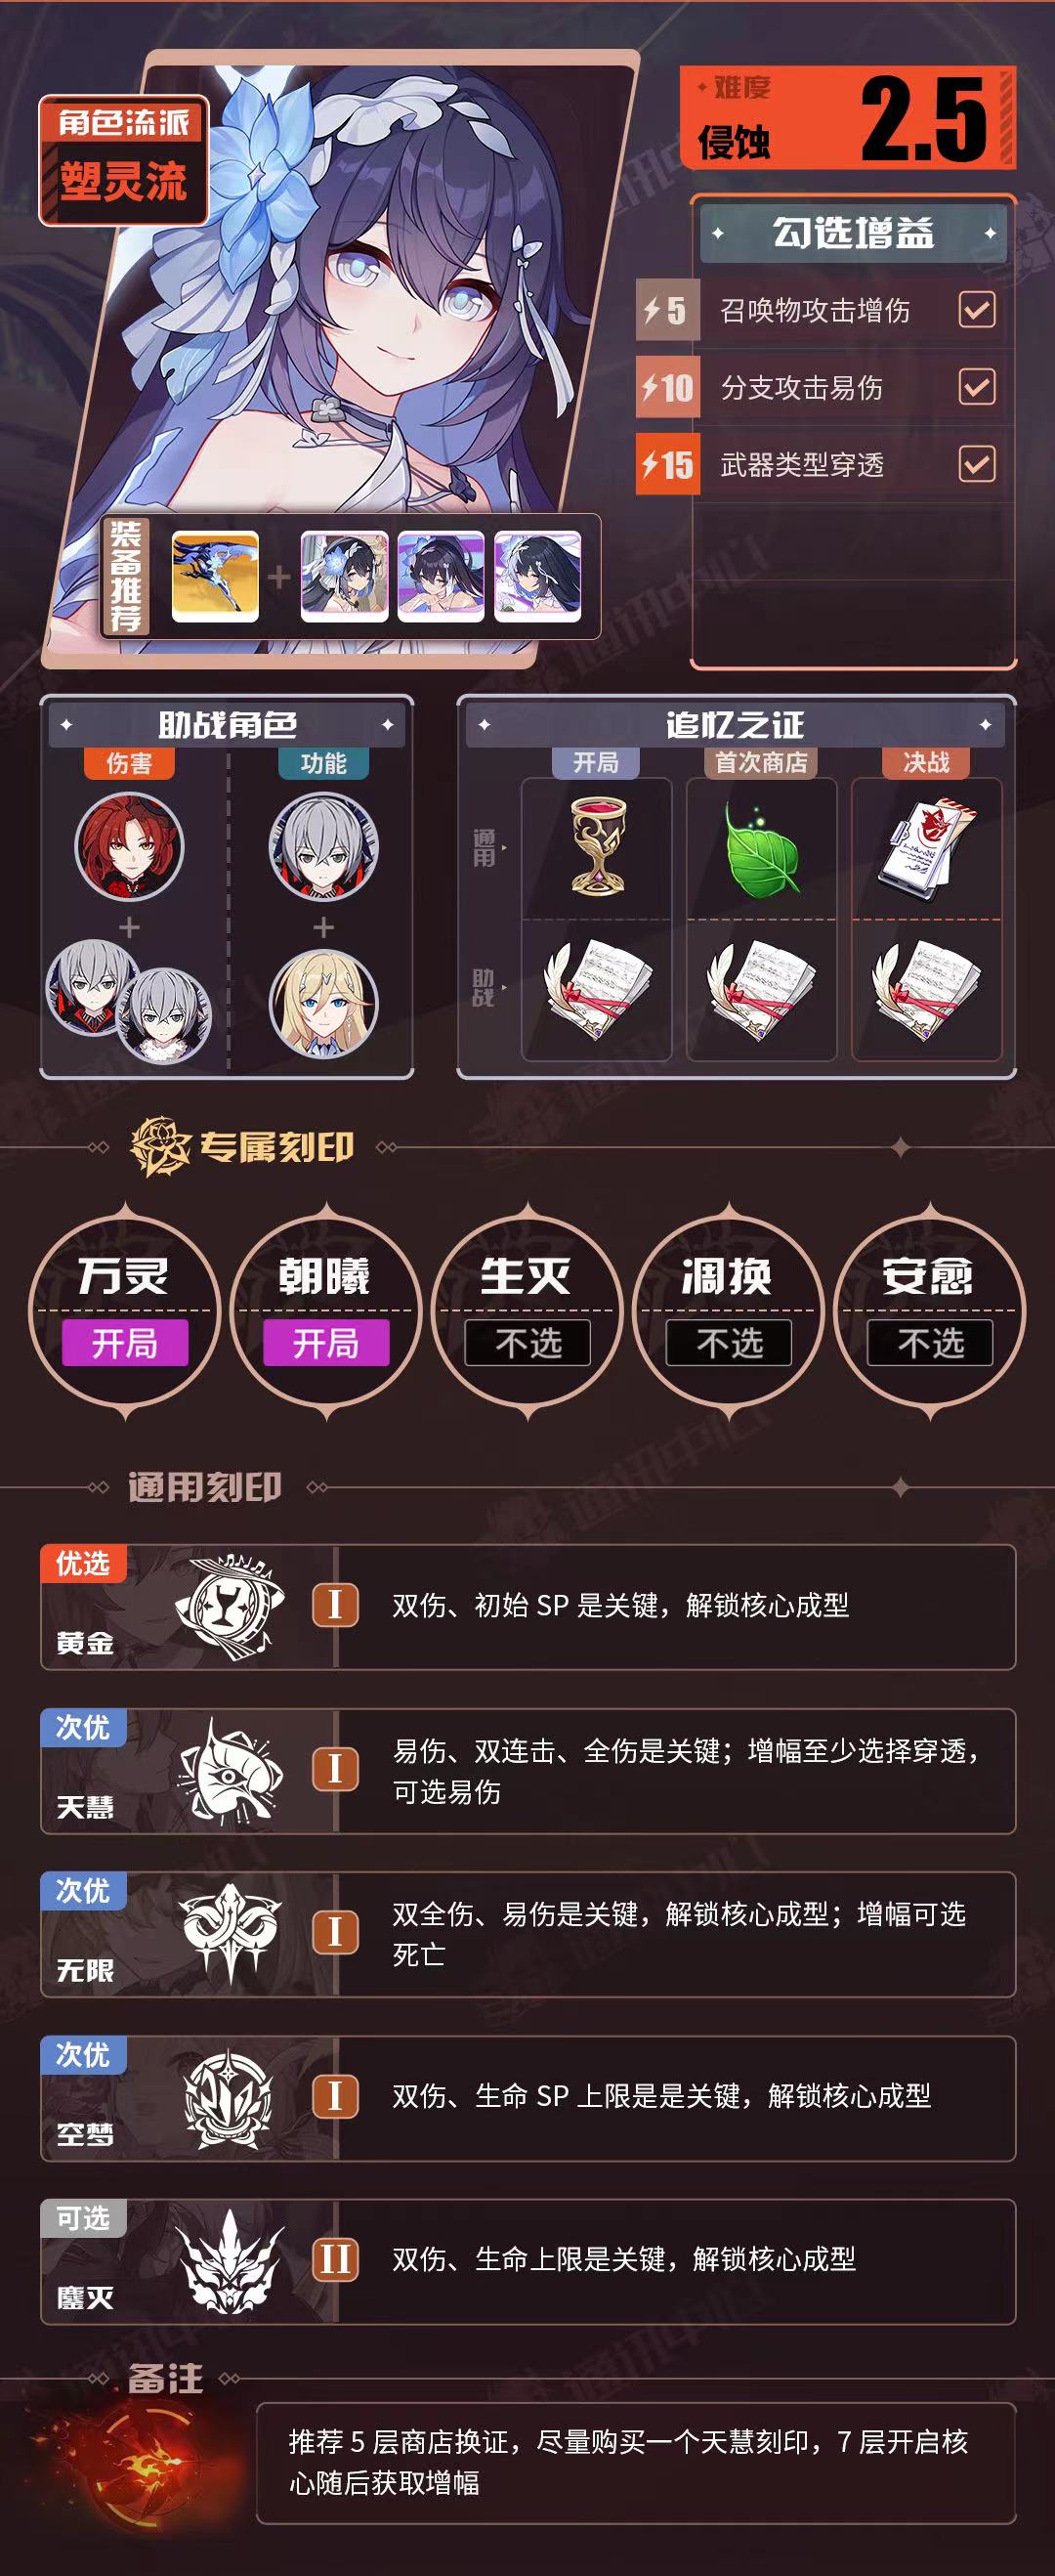 角色流派
塑灵流
难度
侵蚀
2.5
勾选增益
5
召唤物攻击增伤
10
分支攻击易伤
15
武器类型穿透
装备推荐
助战角色
伤害
功能
追忆之证
开局
首次商店
决战
通用
助战
专属刻印
万灵
开局
朝曦
开局
生灭
不选
凋换
不选
安愈
不选
通用刻印
优选
黄金
I
双伤、初始 SP 是关键，解锁核心成型
次优
天慧
I
易伤、双连击、全伤是关键；增幅至少选择穿透，
可选易伤
次优
无限
I
双全伤、易伤是关键，解锁核心成型；增幅可选
死亡
次优
空梦
I
双伤、生命 SP 上限是是关键，解锁核心成型
可选
鏖灭
II
双伤、生命上限是关键，解锁核心成型
备注
推荐 5 层商店换证，尽量购买一个天慧刻印，7 层开启核
心随后获取增幅